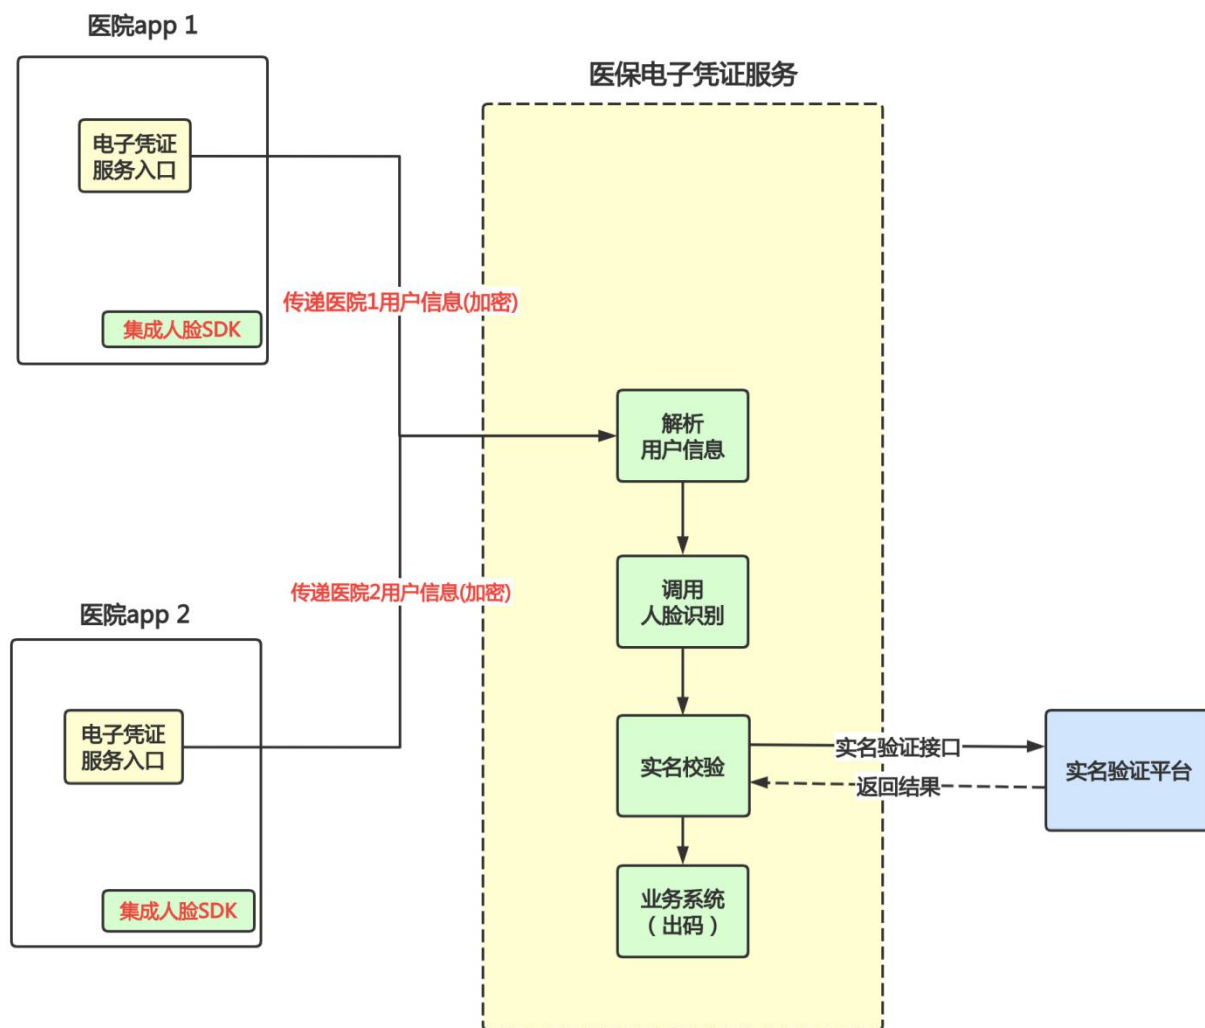 医院app 1
电子凭证
服务入口
集成人脸SDK
传递医院1用户信息(加密)
医院app 2
电子凭证
服务入口
集成人脸SDK
传递医院2用户信息(加密)
医保电子凭证服务
解析
用户信息
调用
人脸识别
实名校验
业务系统
（出码）
实名验证接口
返回结果
实名验证平台